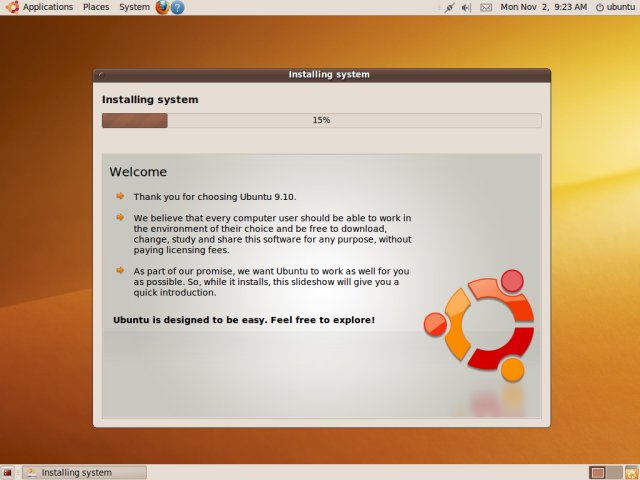 Applications Places System ?
Mon Nov 2, 9:23 AM ubuntu
Installing system
Installing system
15%
Welcome
Thank you for choosing Ubuntu 9.10.
We believe that every computer user should be able to work in
the environment of their choice and be free to download,
change, study and share this software for any purpose, without
paying licensing fees.
As part of our promise, we want Ubuntu to work as well for you
as possible. So, while it installs, this slideshow will give you a
quick introduction.
Ubuntu is designed to be easy. Feel free to explore!
Installing system